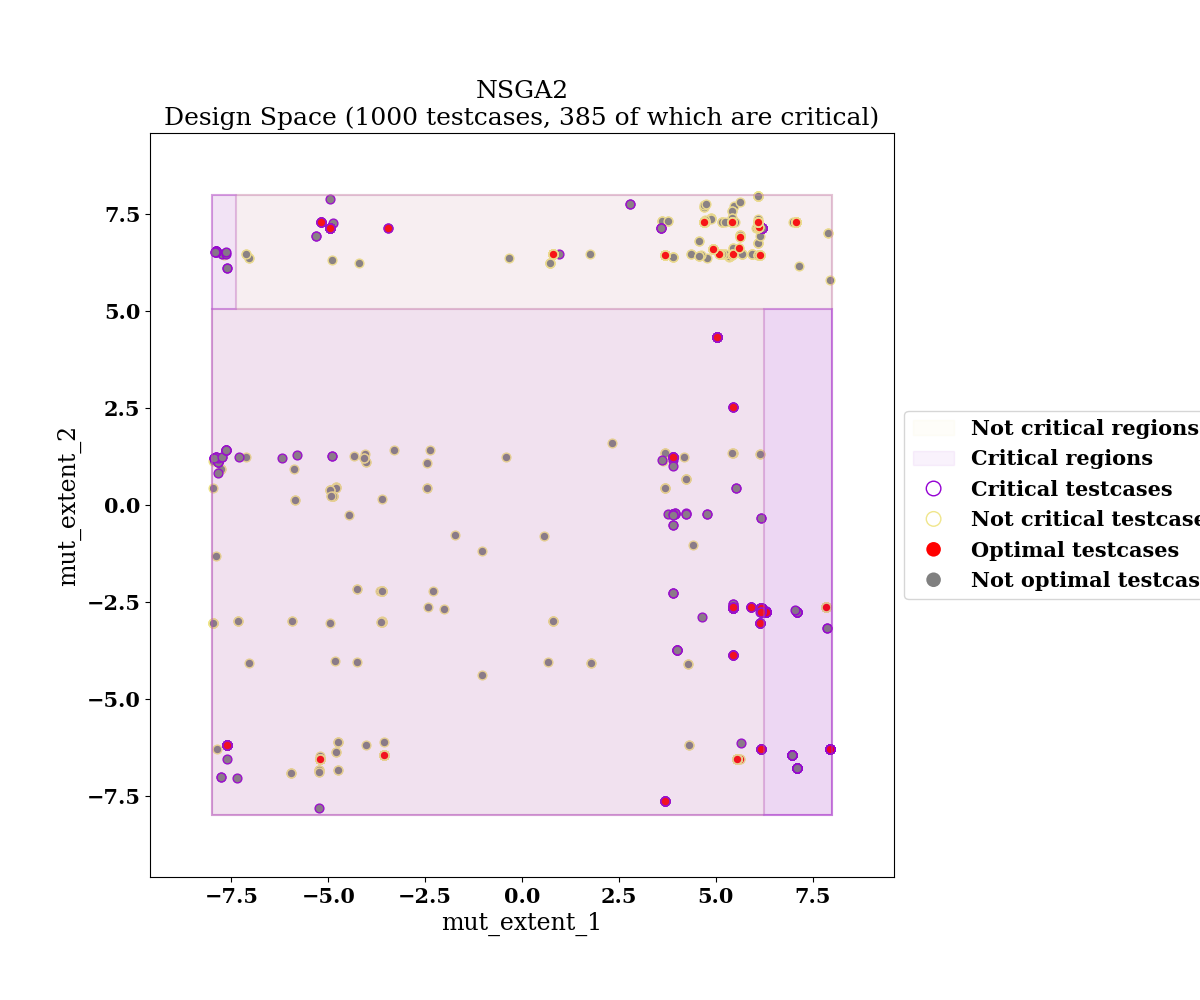 NSGA2
Design Space (1000 testcases, 385 of which are critical)
mut_extent_2
7.5
5.0
2.5
0.0
−2.5
−5.0
−7.5
−7.5 −5.0 −2.5 0.0 2.5 5.0 7.5
mut_extent_1
Not critical regions
Critical regions
Critical testcases
Not critical testcase
Optimal testcases
Not optimal testcas